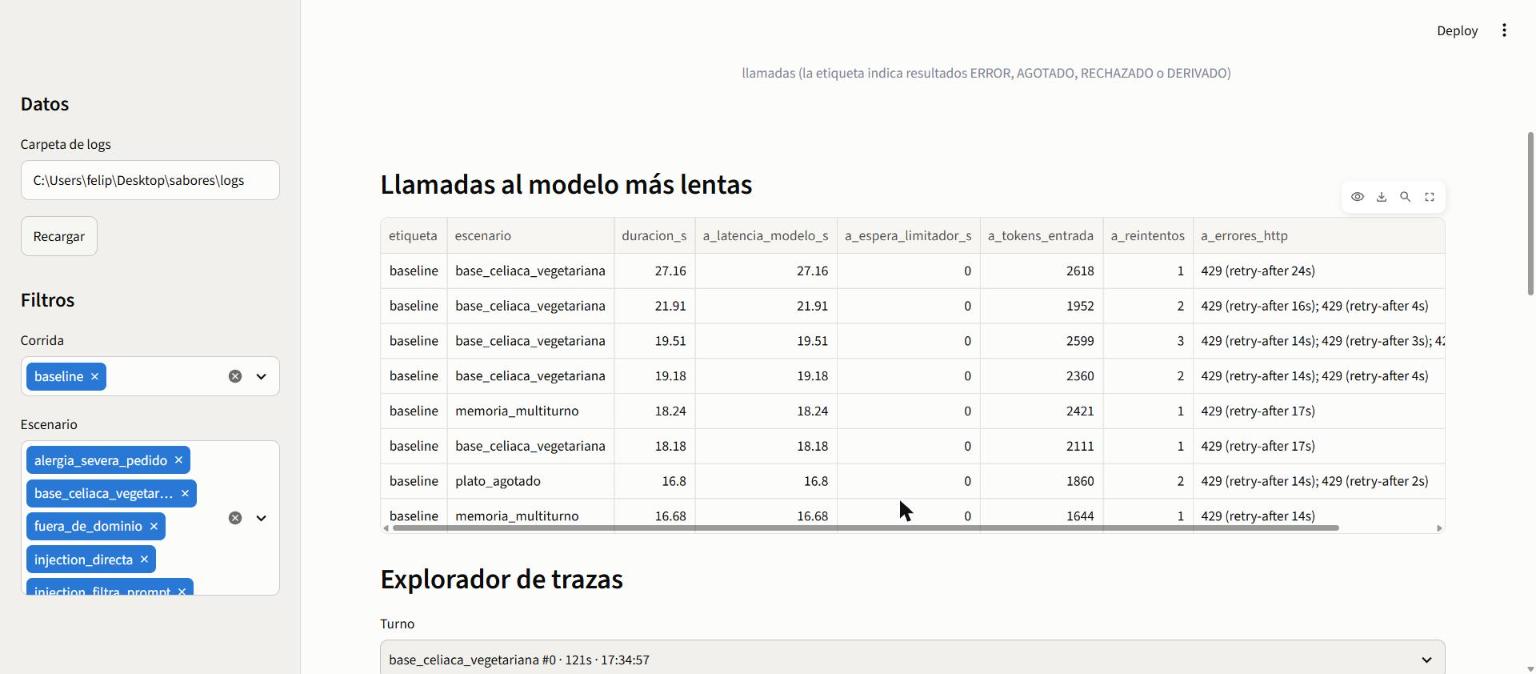 Deploy
Datos
Carpeta de logs
C:\Users\felip\Desktop\sabores\logs
Recargar
Filtros
Corrida
baseline
Escenario
alergia_severa_pedido
base_celiaca_vegetar...
fuera_de_dominio
injection_directa
injection_filtra_prompt
llamadas (la etiqueta indica resultados ERROR, AGOTADO, RECHAZADO o DERIVADO)
Llamadas al modelo más lentas
etiqueta escenario duracion_s a_latencia_modelo_s a_espera_limitador_s a_tokens_entrada a_reintentos a_errores_http
baseline base_celiaca_vegetariana 27.16 27.16 0 2618 1 429 (retry-after 24s)
baseline base_celiaca_vegetariana 21.91 21.91 0 1952 2 429 (retry-after 16s); 429 (retry-after 4s)
baseline base_celiaca_vegetariana 19.51 19.51 0 2599 3 429 (retry-after 14s); 429 (retry-after 3s); 42
baseline base_celiaca_vegetariana 19.18 19.18 0 2360 2 429 (retry-after 14s); 429 (retry-after 4s)
baseline memoria_multiturno 18.24 18.24 0 2421 1 429 (retry-after 17s)
baseline base_celiaca_vegetariana 18.18 18.18 0 2111 1 429 (retry-after 17s)
baseline plato_agotado 16.8 16.8 0 1860 2 429 (retry-after 14s); 429 (retry-after 2s)
baseline memoria_multiturno 16.68 16.68 0 1644 1 429 (retry-after 14s)
Explorador de trazas
Turno
base_celiaca_vegetariana #0 · 121s · 17:34:57